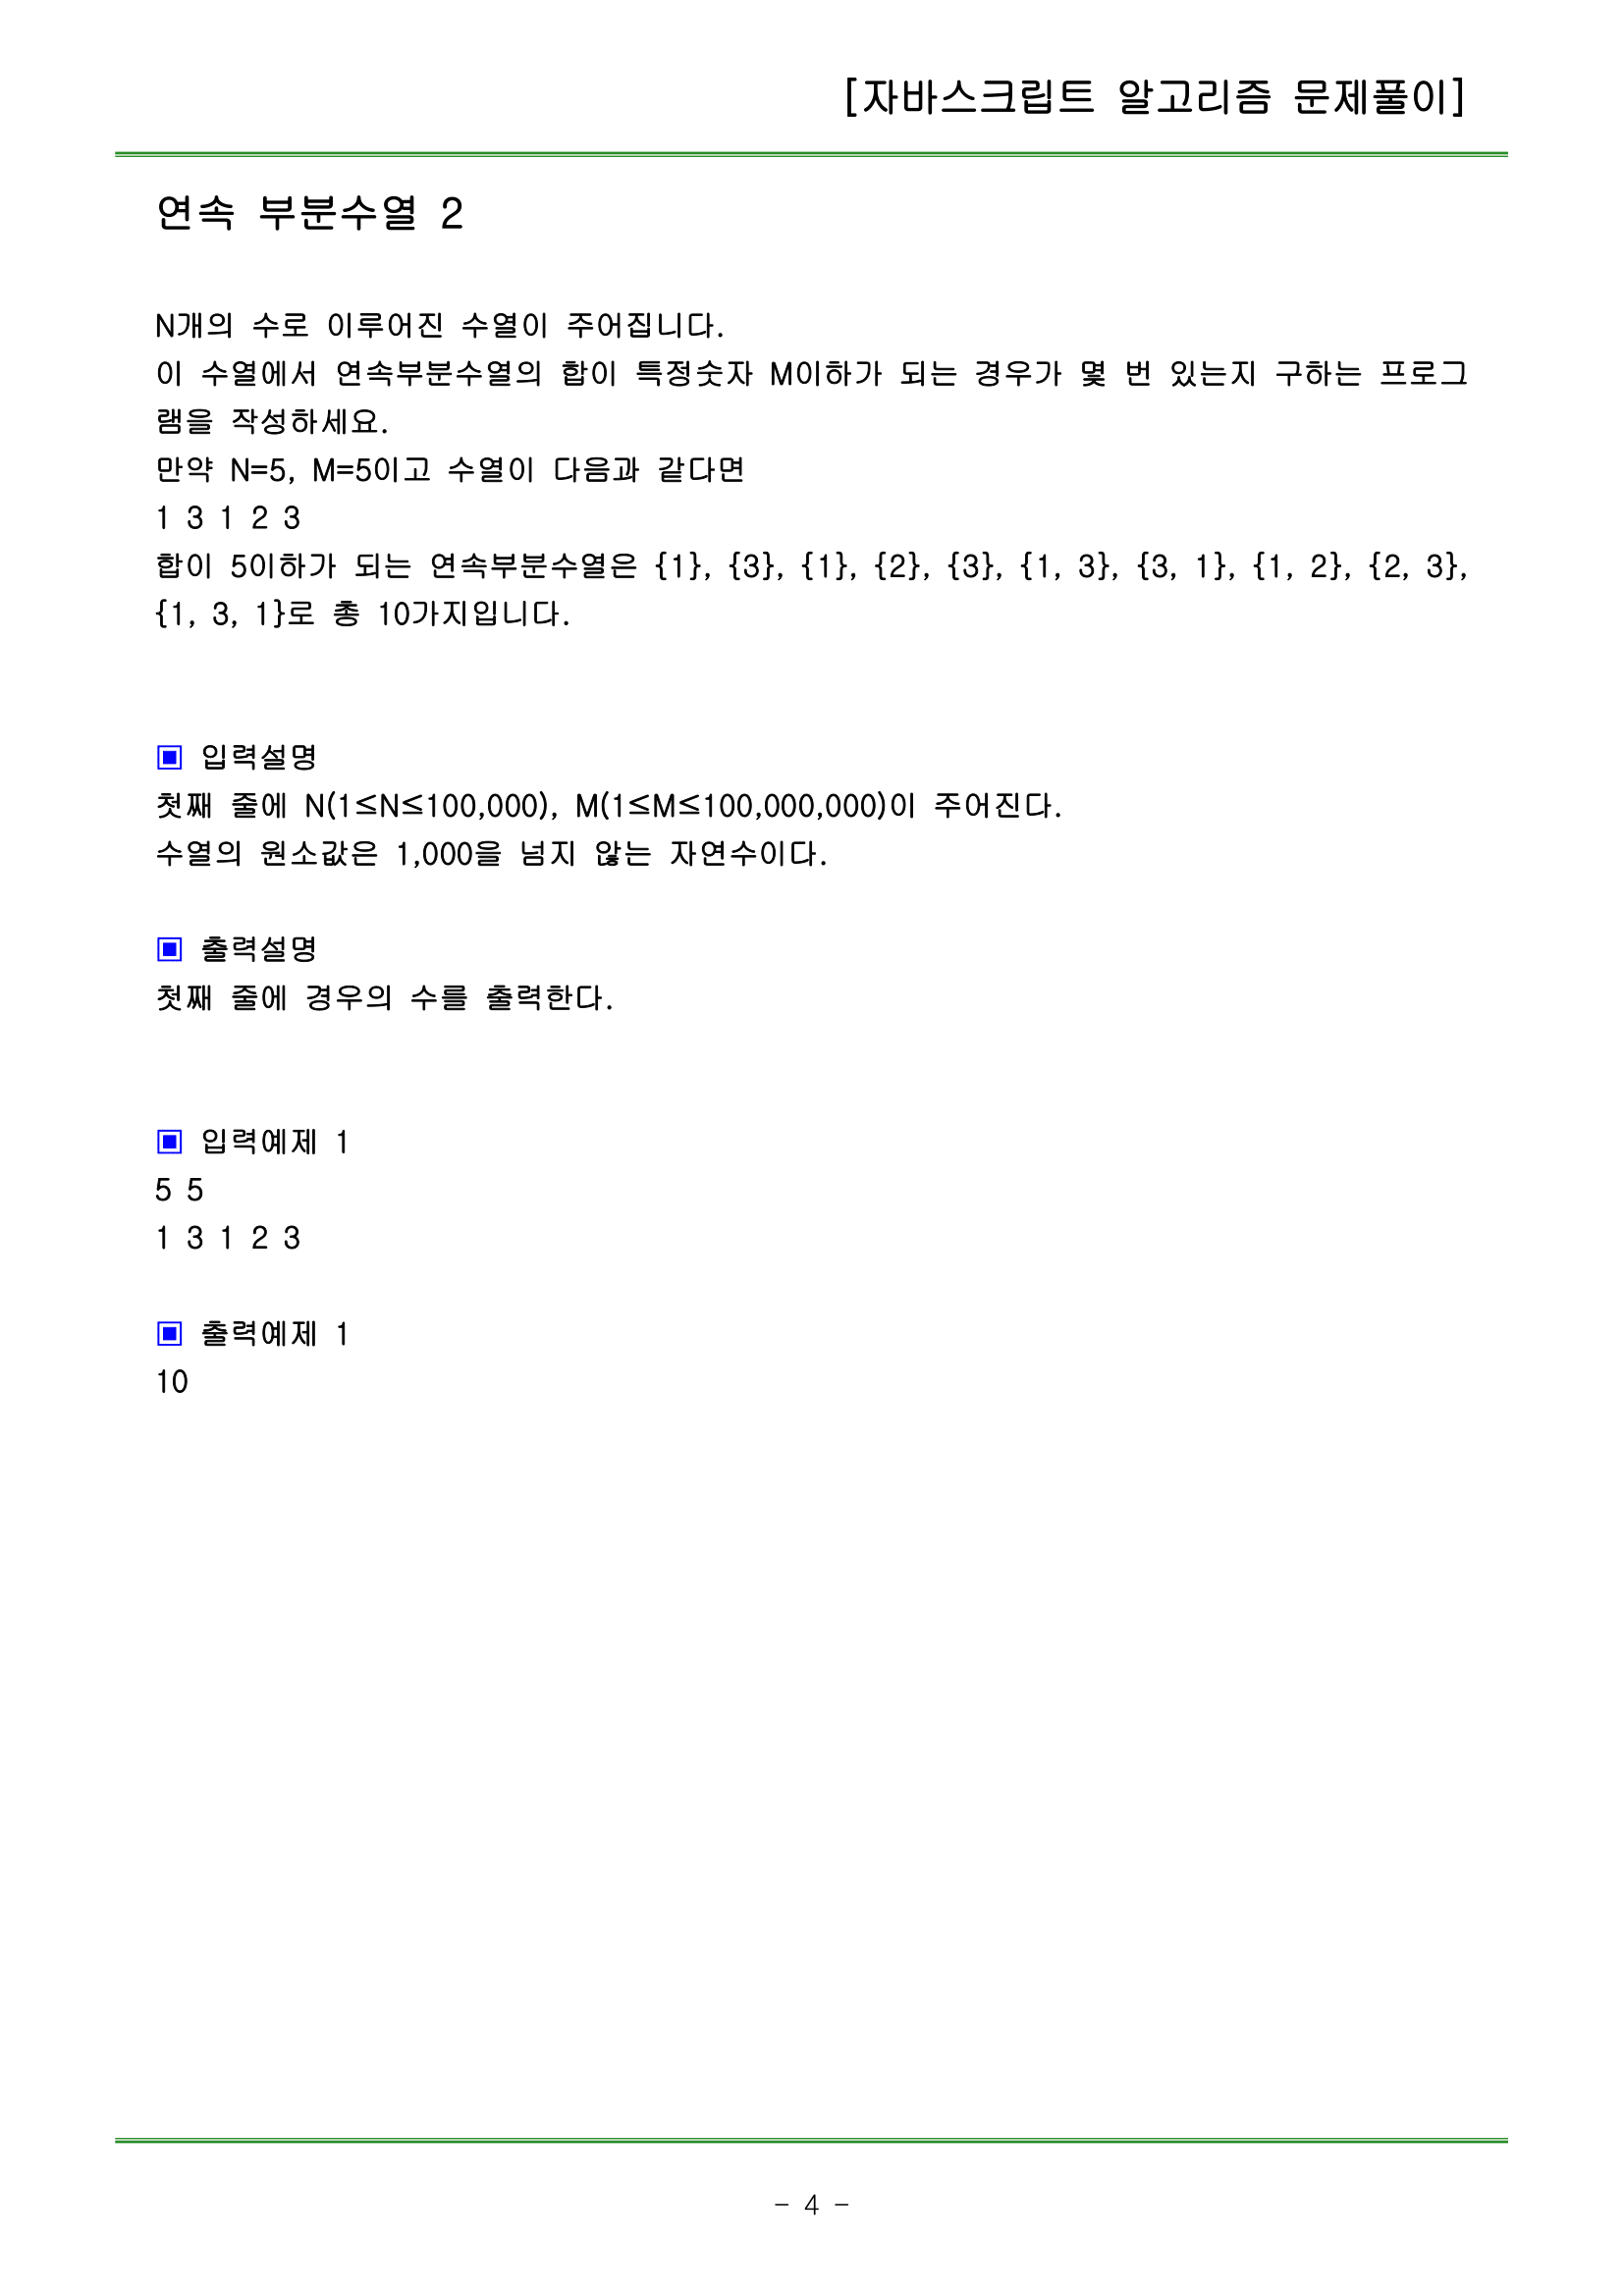 [자바스크립트 알고리즘 문제풀이]
연속 부분수열 2
N개의 수로 이루어진 수열이 주어집니다.
이 수열에서 연속부분수열의 합이 특정숫자 M이하가 되는 경우가 몇 번 있는지 구하는 프로그
램을 작성하세요.
만약 N=5, M=5이고 수열이 다음과 같다면
1 3 1 2 3
합이 5이하가 되는 연속부분수열은 {1}, {3}, {1}, {2}, {3}, {1, 3}, {3, 1}, {1, 2}, {2, 3},
{1, 3, 1}로 총 10가지입니다.
▣ 입력설명
첫째 줄에 N(1≤N≤100,000), M(1≤M≤100,000,000)이 주어진다.
수열의 원소값은 1,000을 넘지 않는 자연수이다.
▣ 출력설명
첫째 줄에 경우의 수를 출력한다.
▣ 입력예제 1
5 5
1 3 1 2 3
▣ 출력예제 1
10
- 4 -